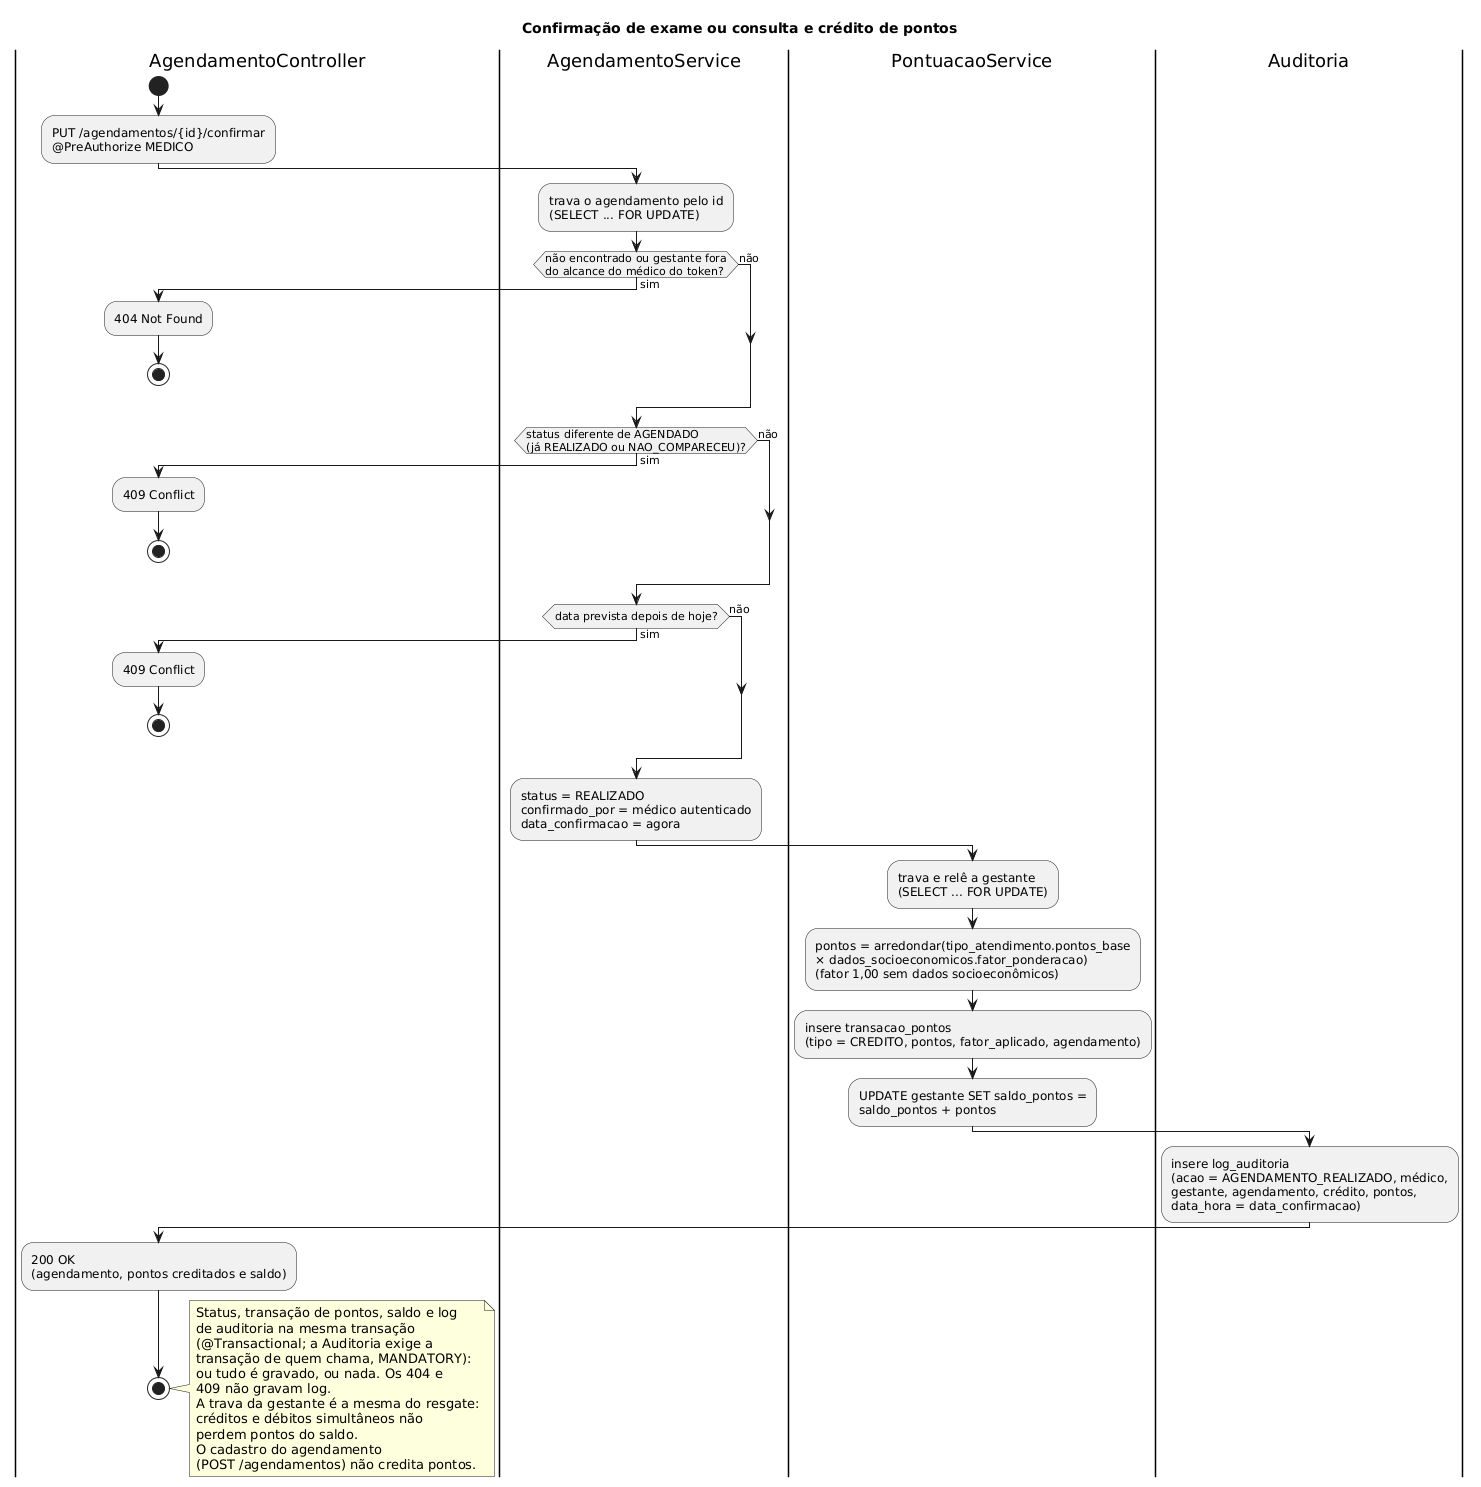 Confirmação de exame ou consulta e crédito de pontos
AgendamentoController
AgendamentoService
PontuacaoService
Auditoria
PUT /agendamentos/{id}/confirmar
@PreAuthorize MEDICO
trava o agendamento pelo id
(SELECT ... FOR UPDATE)
não encontrado ou gestante fora
do alcance do médico do token?
não
sim
404 Not Found
status diferente de AGENDADO
(já REALIZADO ou NAO_COMPARECEU)?
não
sim
409 Conflict
data prevista depois de hoje?
não
sim
409 Conflict
status = REALIZADO
confirmado_por = médico autenticado
data_confirmacao = agora
trava e relê a gestante
(SELECT ... FOR UPDATE)
pontos = arredondar(tipo_atendimento.pontos_base
× dados_socioeconomicos.fator_ponderacao)
(fator 1,00 sem dados socioeconômicos)
insere transacao_pontos
(tipo = CREDITO, pontos, fator_aplicado, agendamento)
UPDATE gestante SET saldo_pontos =
saldo_pontos + pontos
insere log_auditoria
(acao = AGENDAMENTO_REALIZADO, médico,
gestante, agendamento, crédito, pontos,
data_hora = data_confirmacao)
200 OK
(agendamento, pontos creditados e saldo)
Status, transação de pontos, saldo e log
de auditoria na mesma transação
(@Transactional; a Auditoria exige a
transação de quem chama, MANDATORY):
ou tudo é gravado, ou nada. Os 404 e
409 não gravam log.
A trava da gestante é a mesma do resgate:
créditos e débitos simultâneos não
perdem pontos do saldo.
O cadastro do agendamento
(POST /agendamentos) não credita pontos.